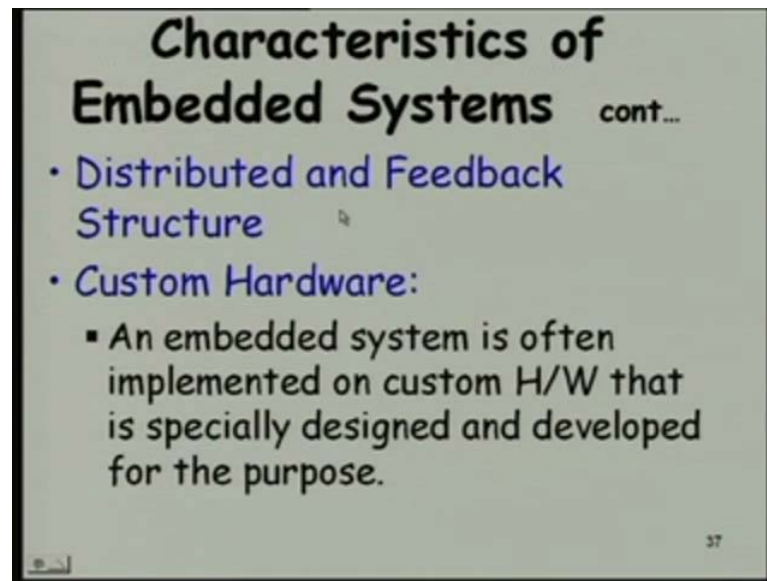 Characteristics of
Embedded Systems cont...
• Distributed and Feedback
Structure
• Custom Hardware:
▪ An embedded system is often
implemented on custom H/W that
is specially designed and developed
for the purpose.
37